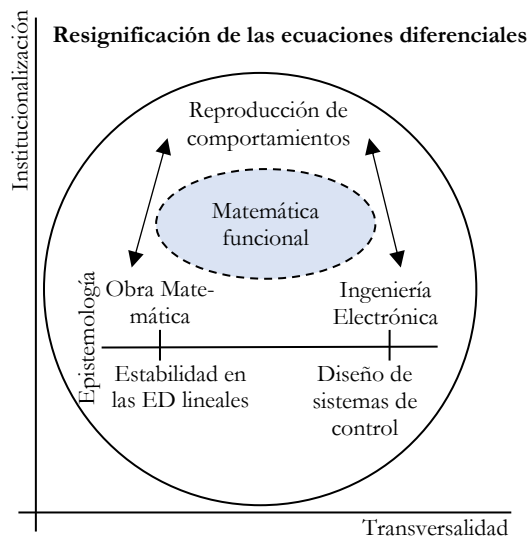 Resignificación de las ecuaciones diferenciales
Institucionalización
Reproducción de
comportamientos
Matemática
funcional
Epistemología
Obra Mate-
mática
Ingeniería
Electrónica
Estabilidad en
las ED lineales
Diseño de
sistemas de
control
Transversalidad